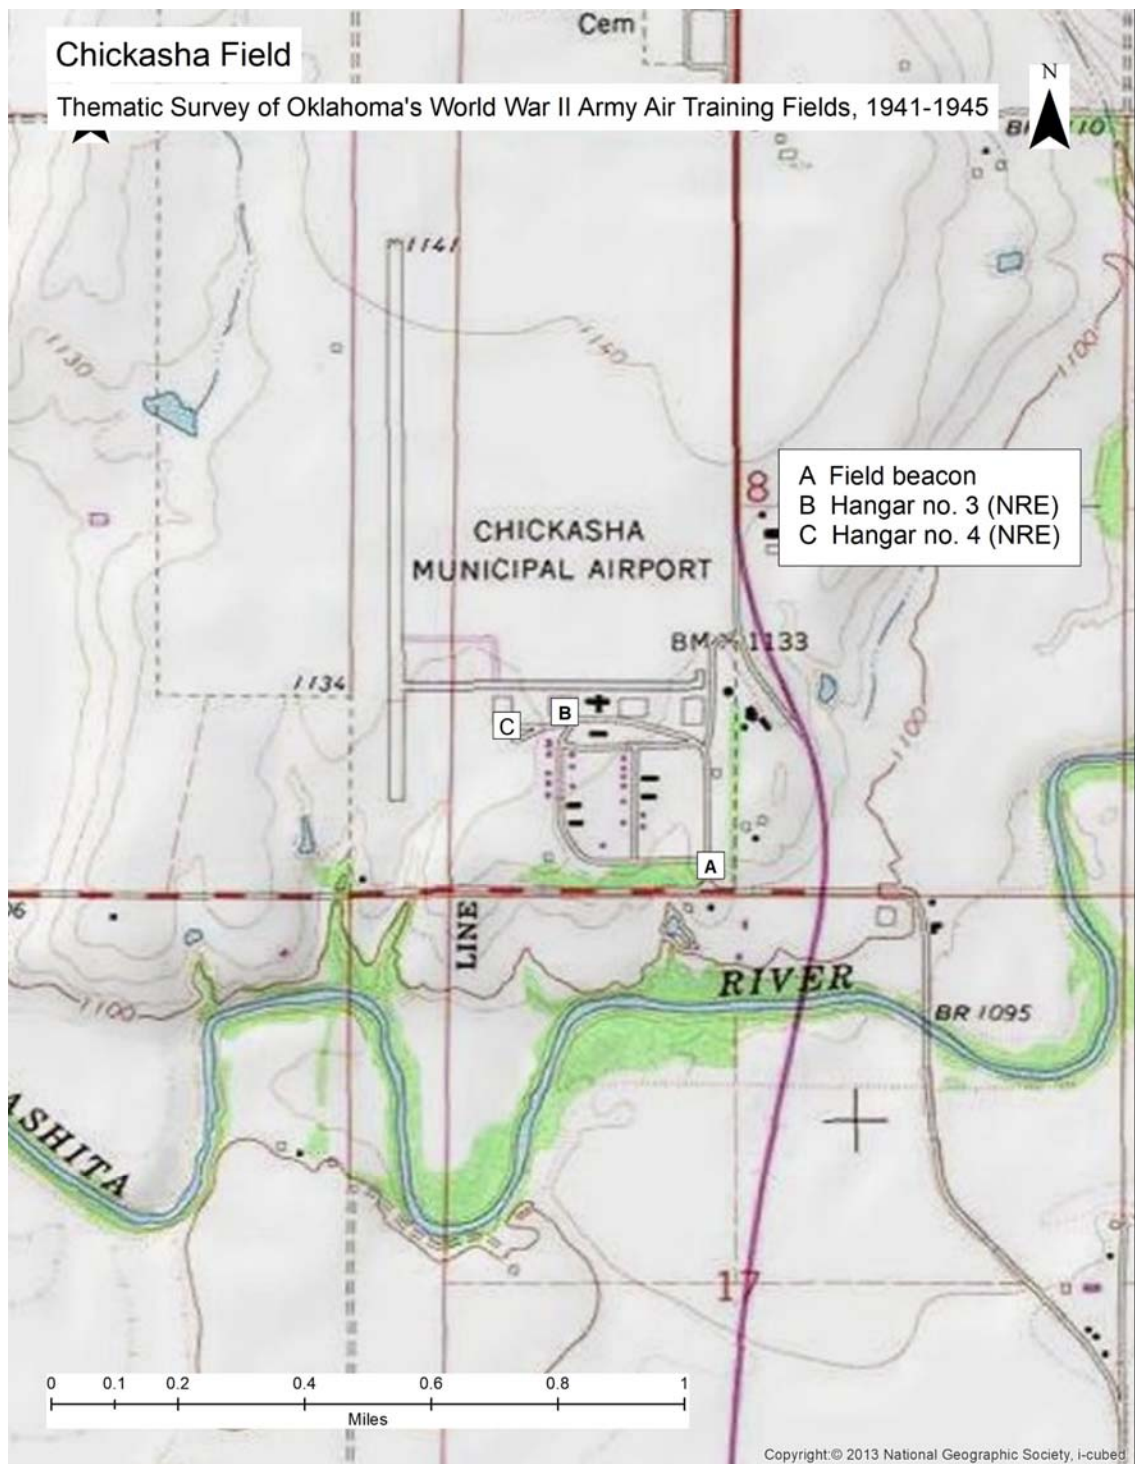 Cem
Chickasha Field
Thematic Survey of Oklahoma's World War II Army Air Training Fields, 1941-1945
N
1141
1130
1140
1100
8
A Field beacon
B Hangar no. 3 (NRE)
C Hangar no. 4 (NRE)
CHICKASHA
MUNICIPAL AIRPORT
BM 1133
1134
B
C
1100
A
LINE
RIVER
1100
BR 1095
ASHITA
17
0 0.1 0.2 0.4 0.6 0.8 1
Miles
Copyright:© 2013 National Geographic Society, i-cubed